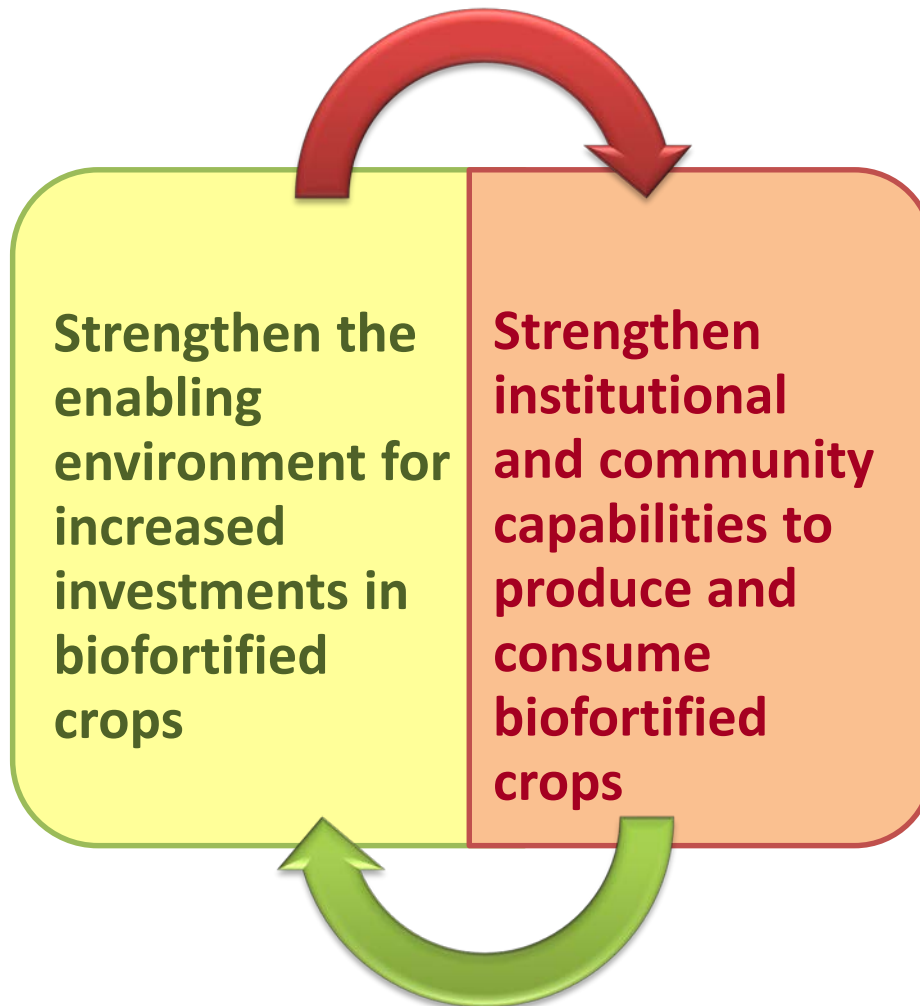 Strengthen the
enabling
environment for
increased
investments in
biofortified
crops
Strengthen
institutional
and community
capabilities to
produce and
consume
biofortified
crops